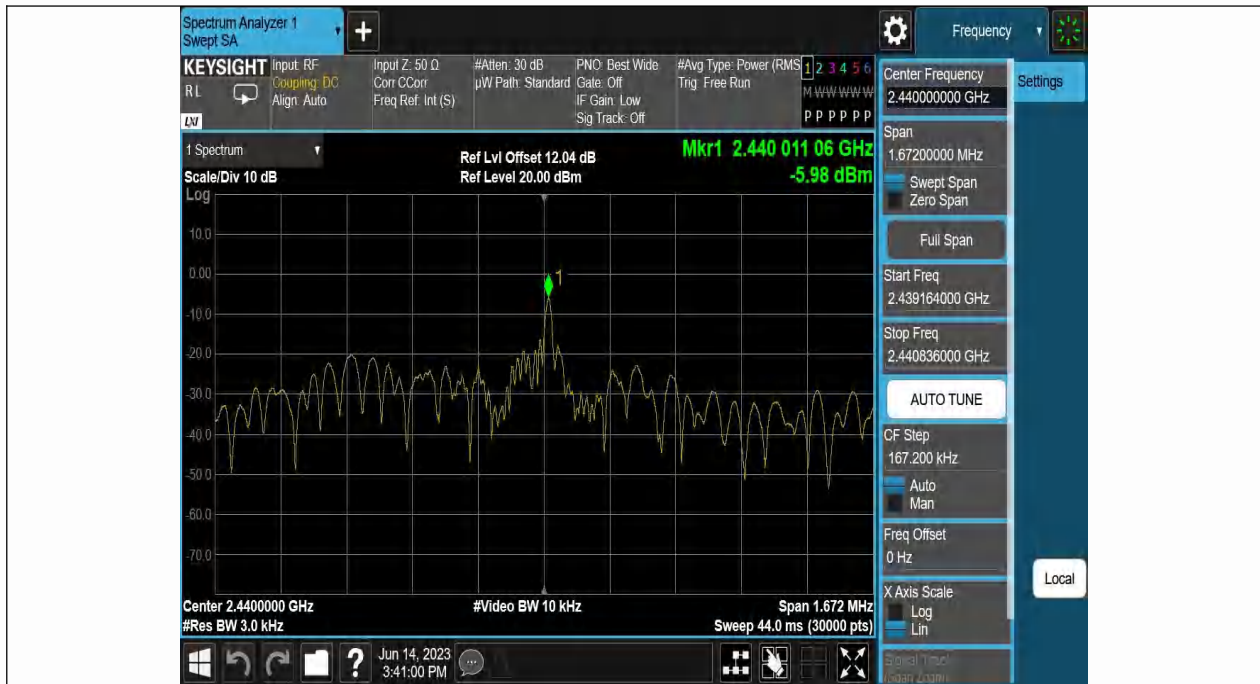 Spectrum Analyzer 1
Swept SA
Frequency
KEYSIGHT
RL
LXI
Input: RF
Coupling: DC
Align: Auto
Input Z: 50 Ω
Corr CCorr
Freq Ref: Int (S)
#Atten: 30 dB
µW Path: Standard
PNO: Best Wide
Gate: Off
IF Gain: Low
Sig Track: Off
#Avg Type: Power (RMS
Trig: Free Run
1 2 3 4 5 6
M W W W W W
P P P P P P
1 Spectrum
Scale/Div 10 dB
Ref Lvl Offset 12.04 dB
Ref Level 20.00 dBm
Mkr1 2.440 011 06 GHz
-5.98 dBm
Log
10.0
0.00
-10.0
-20.0
-30.0
-40.0
-50.0
-60.0
-70.0
1
Center 2.4400000 GHz
#Res BW 3.0 kHz
#Video BW 10 kHz
Span 1.672 MHz
Sweep 44.0 ms (30000 pts)
?
Jun 14, 2023
3:41:00 PM
Center Frequency
2.440000000 GHz
Settings
Span
1.67200000 MHz
Swept Span
Zero Span
Full Span
Start Freq
2.439164000 GHz
Stop Freq
2.440836000 GHz
AUTO TUNE
CF Step
167.200 kHz
Auto
Man
Freq Offset
0 Hz
X Axis Scale
Log
Lin
Local
Signal Track
(Span Zoom)